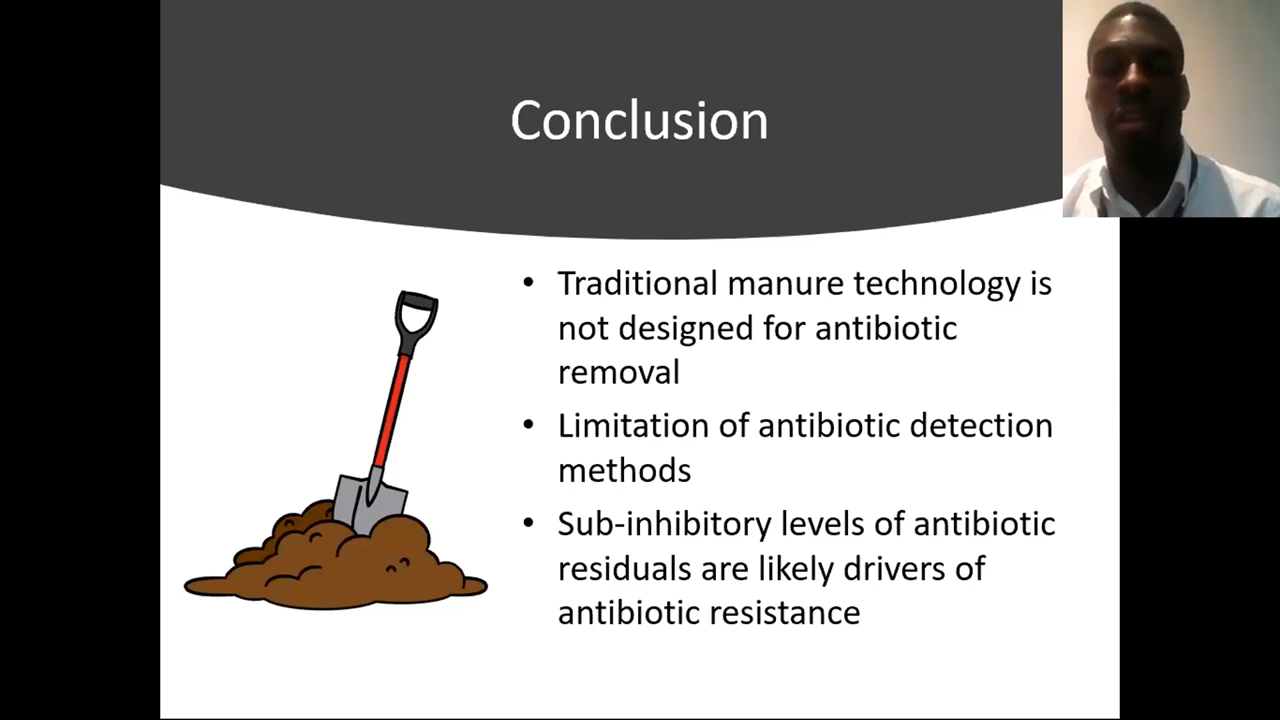 Conclusion
• Traditional manure technology is
not designed for antibiotic
removal
• Limitation of antibiotic detection
methods
• Sub-inhibitory levels of antibiotic
residuals are likely drivers of
antibiotic resistance